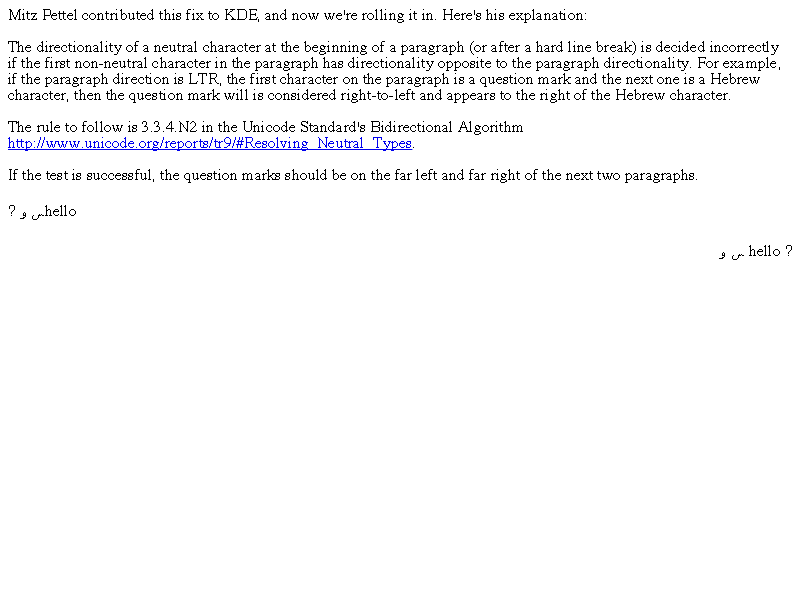 Mitz Pettel contributed this fix to KDE, and now we're rolling it in. Here's his explanation:
The directionality of a neutral character at the beginning of a paragraph (or after a hard line break) is decided incorrectly
if the first non-neutral character in the paragraph has directionality opposite to the paragraph directionality. For example,
if the paragraph direction is LTR, the first character on the paragraph is a question mark and the next one is a Hebrew
character, then the question mark will is considered right-to-left and appears to the right of the Hebrew character.
The rule to follow is 3.3.4.N2 in the Unicode Standard's Bidirectional Algorithm
http://www.unicode.org/reports/tr9/#Resolving_Neutral_Types.
If the test is successful, the question marks should be on the far left and far right of the next two paragraphs.
? س و hello
? hello س و